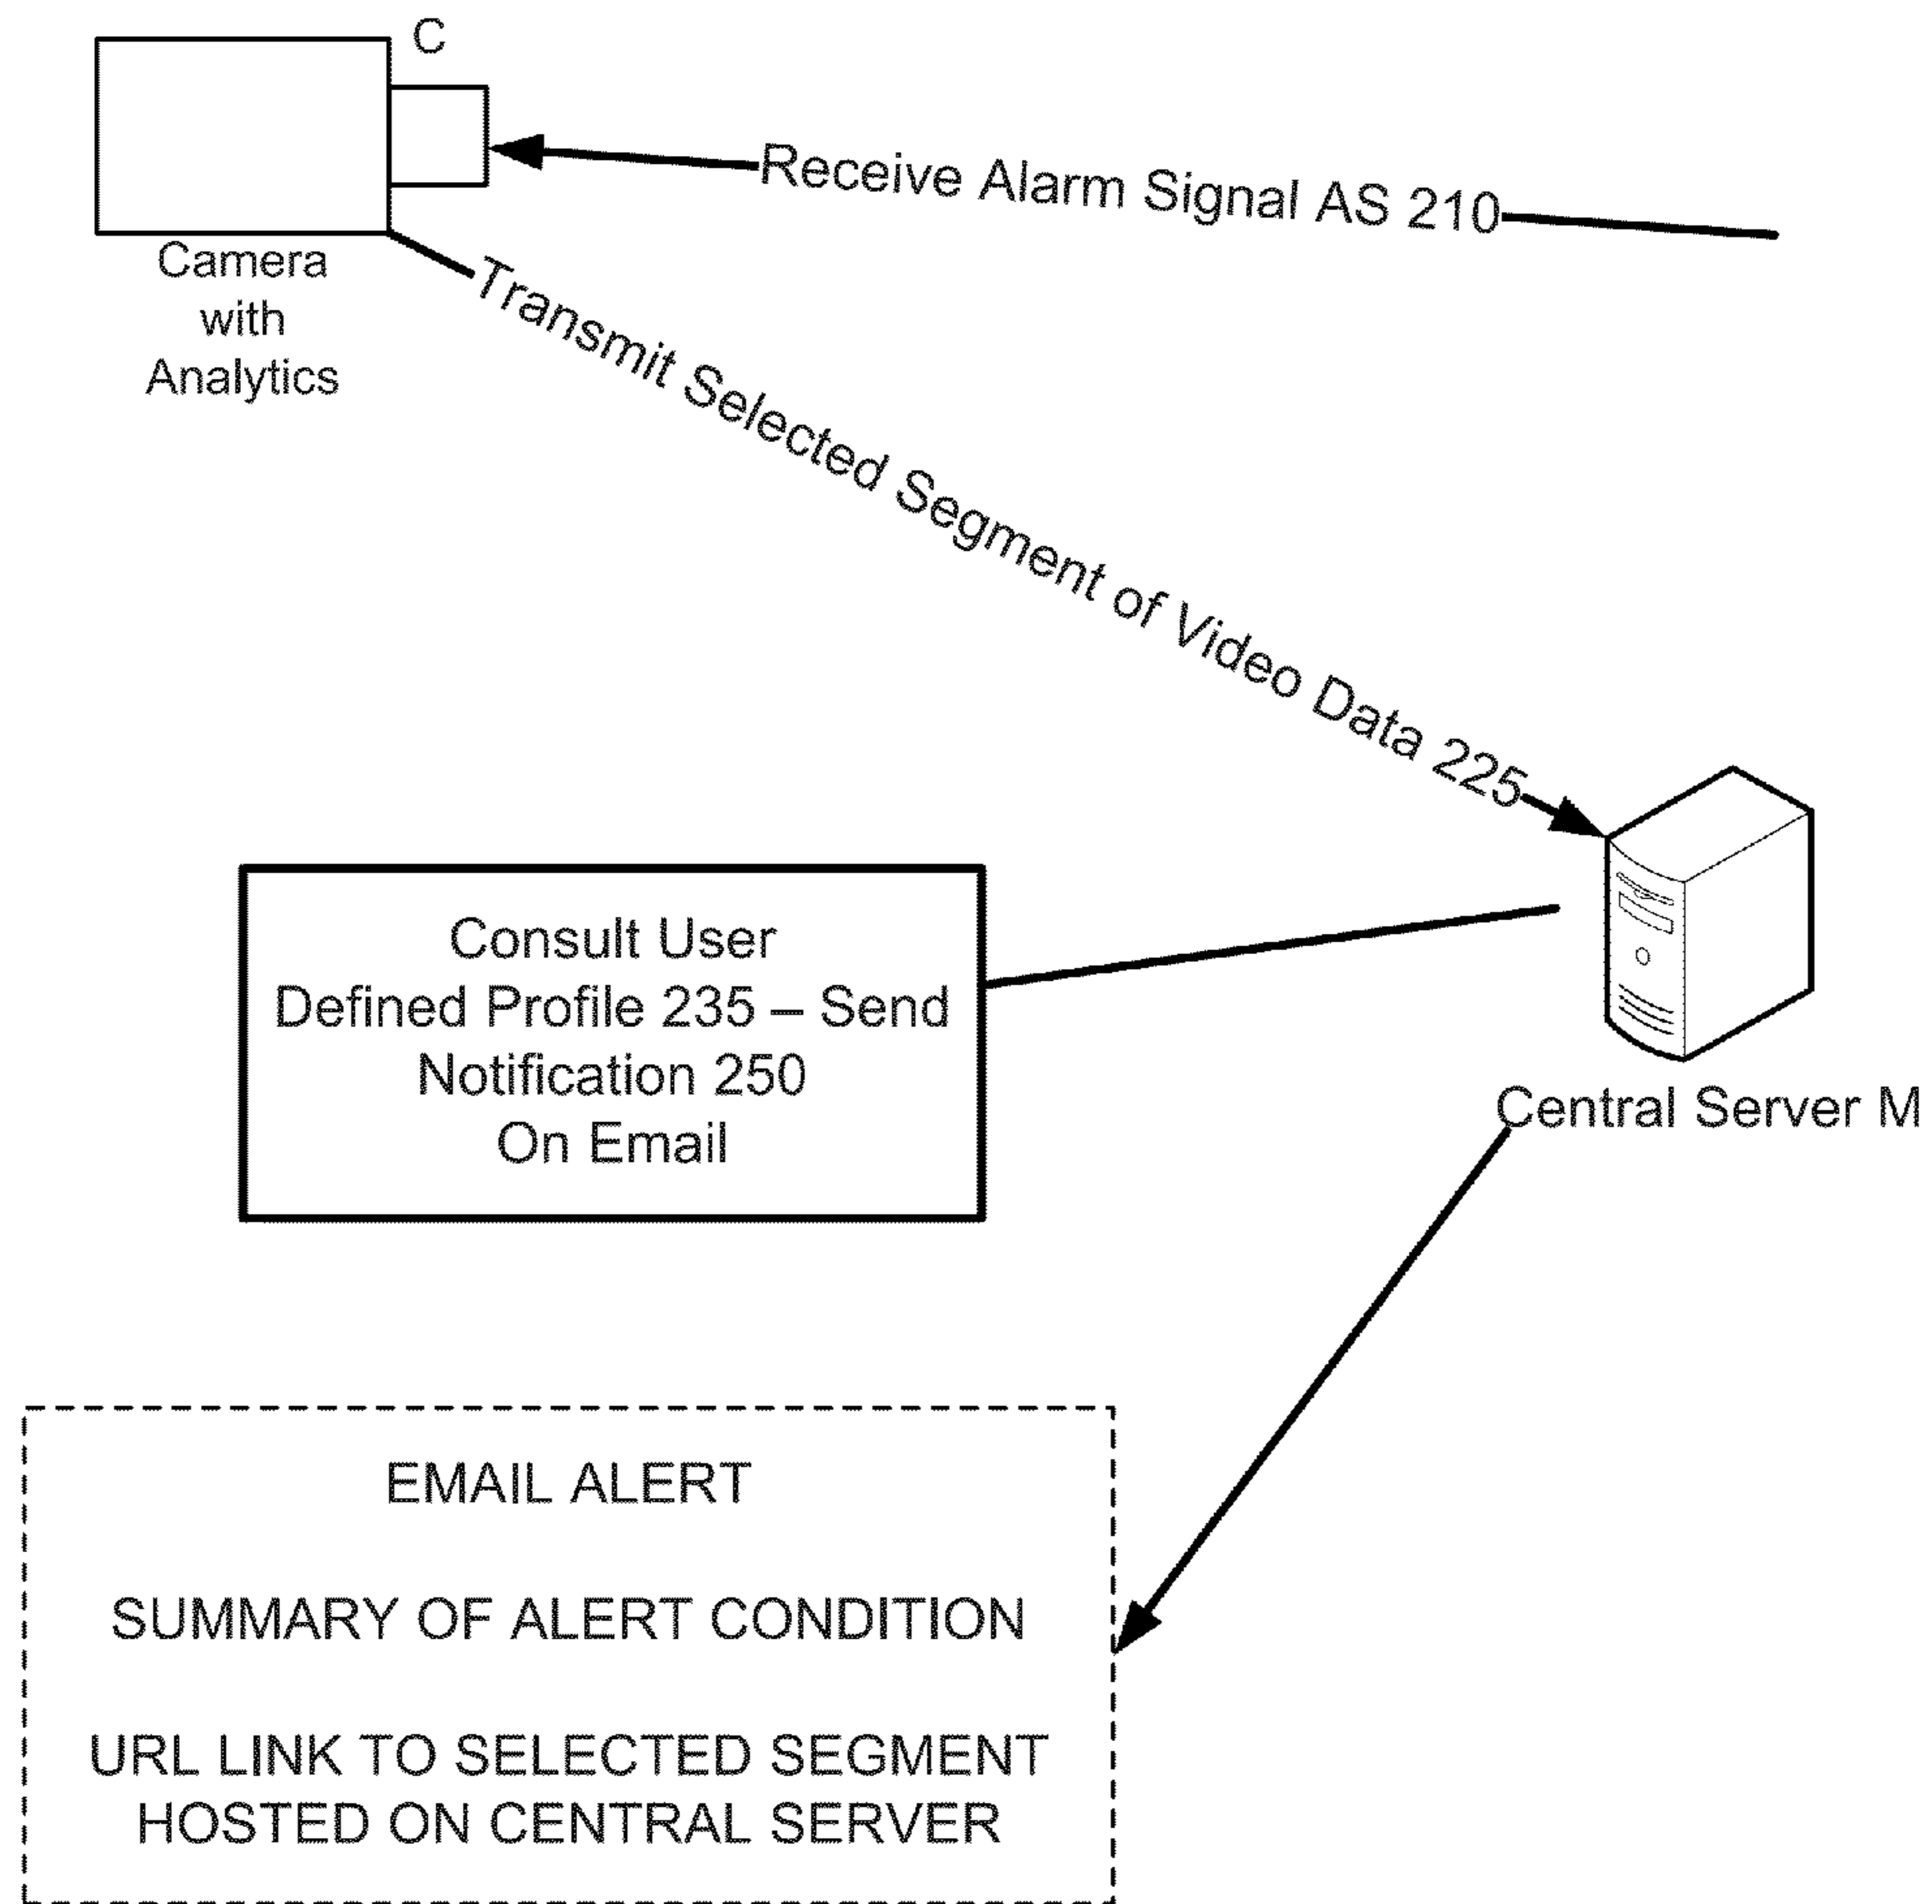 C
Receive Alarm Signal AS 210
Camera
with
Analytics
Transmit Selected Segment of Video Data 225
Consult User
Defined Profile 235 – Send
Notification 250
On Email
Central Server M
EMAIL ALERT
SUMMARY OF ALERT CONDITION
URL LINK TO SELECTED SEGMENT
HOSTED ON CENTRAL SERVER